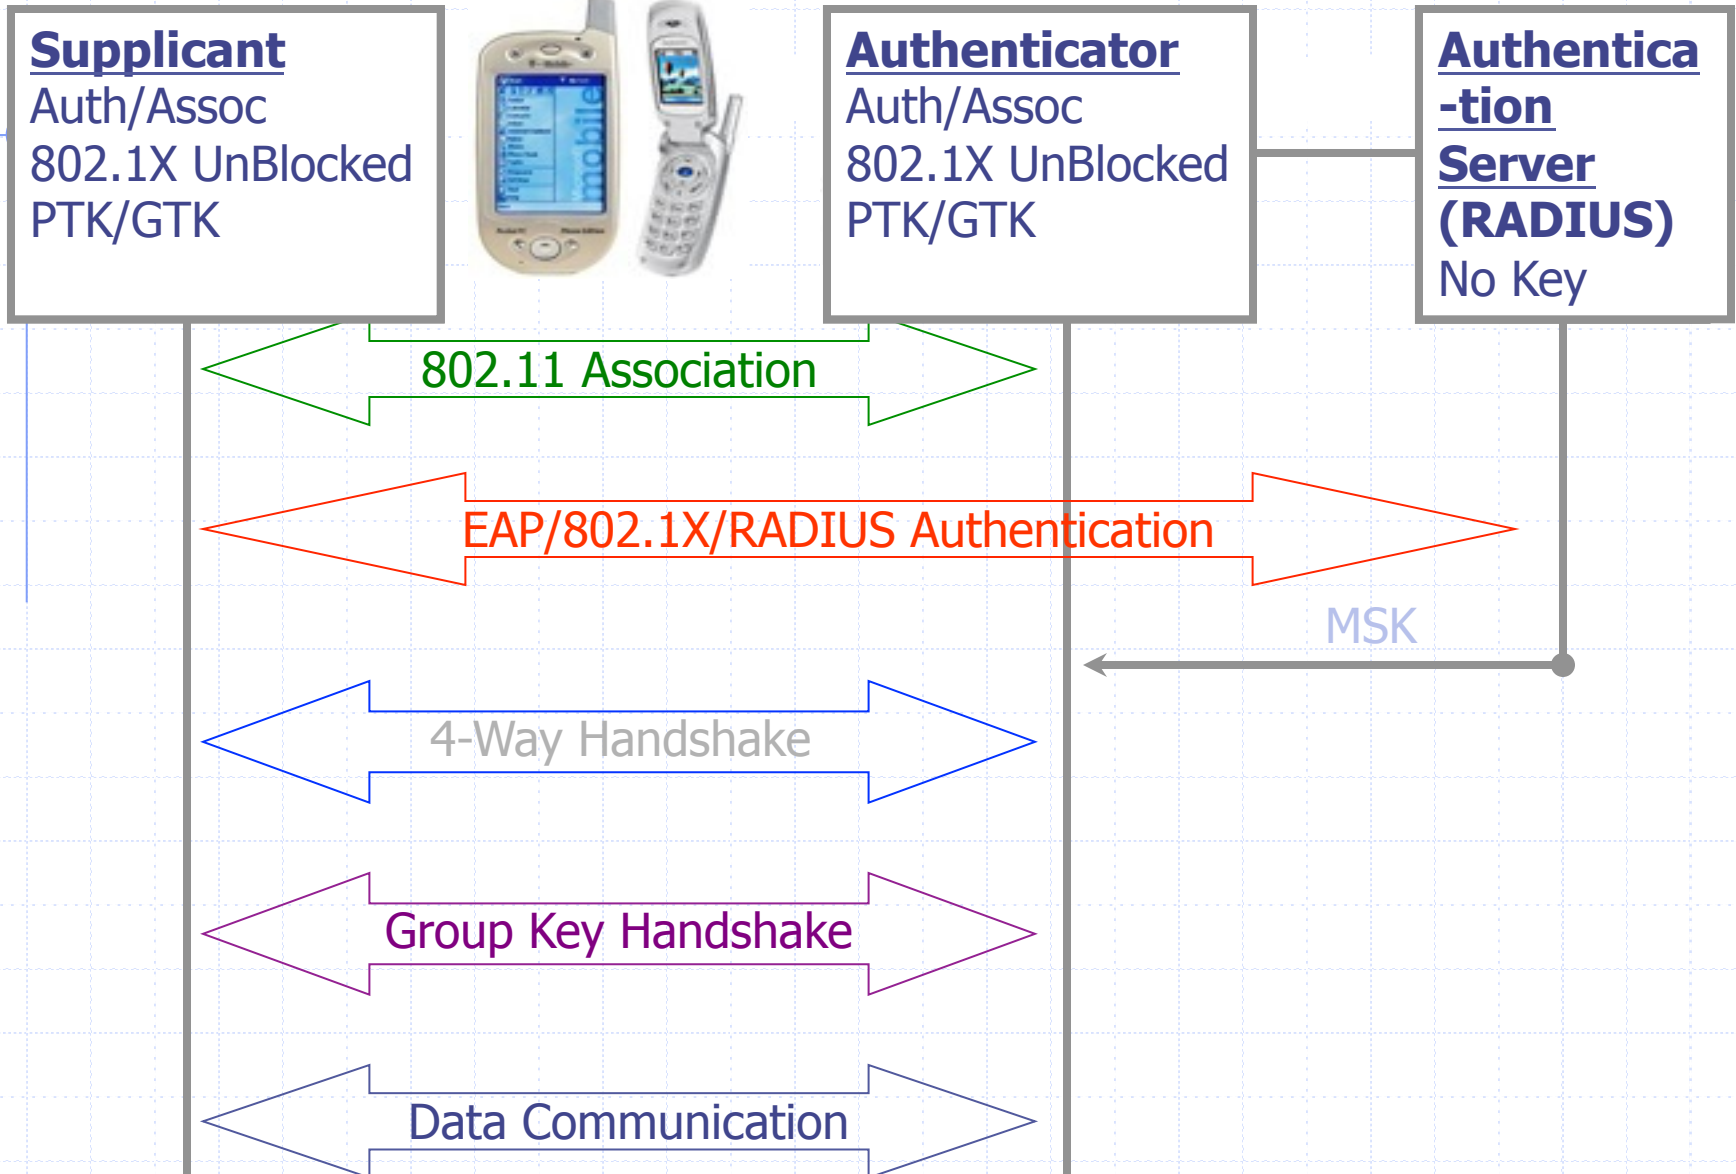 Supplicant
Auth/Assoc
802.1X UnBlocked
PTK/GTK
mobile
Authenticator
Auth/Assoc
802.1X UnBlocked
PTK/GTK
Authentica
-tion
Server
(RADIUS)
No Key
802.11 Association
EAP/802.1X/RADIUS Authentication
MSK
4-Way Handshake
Group Key Handshake
Data Communication